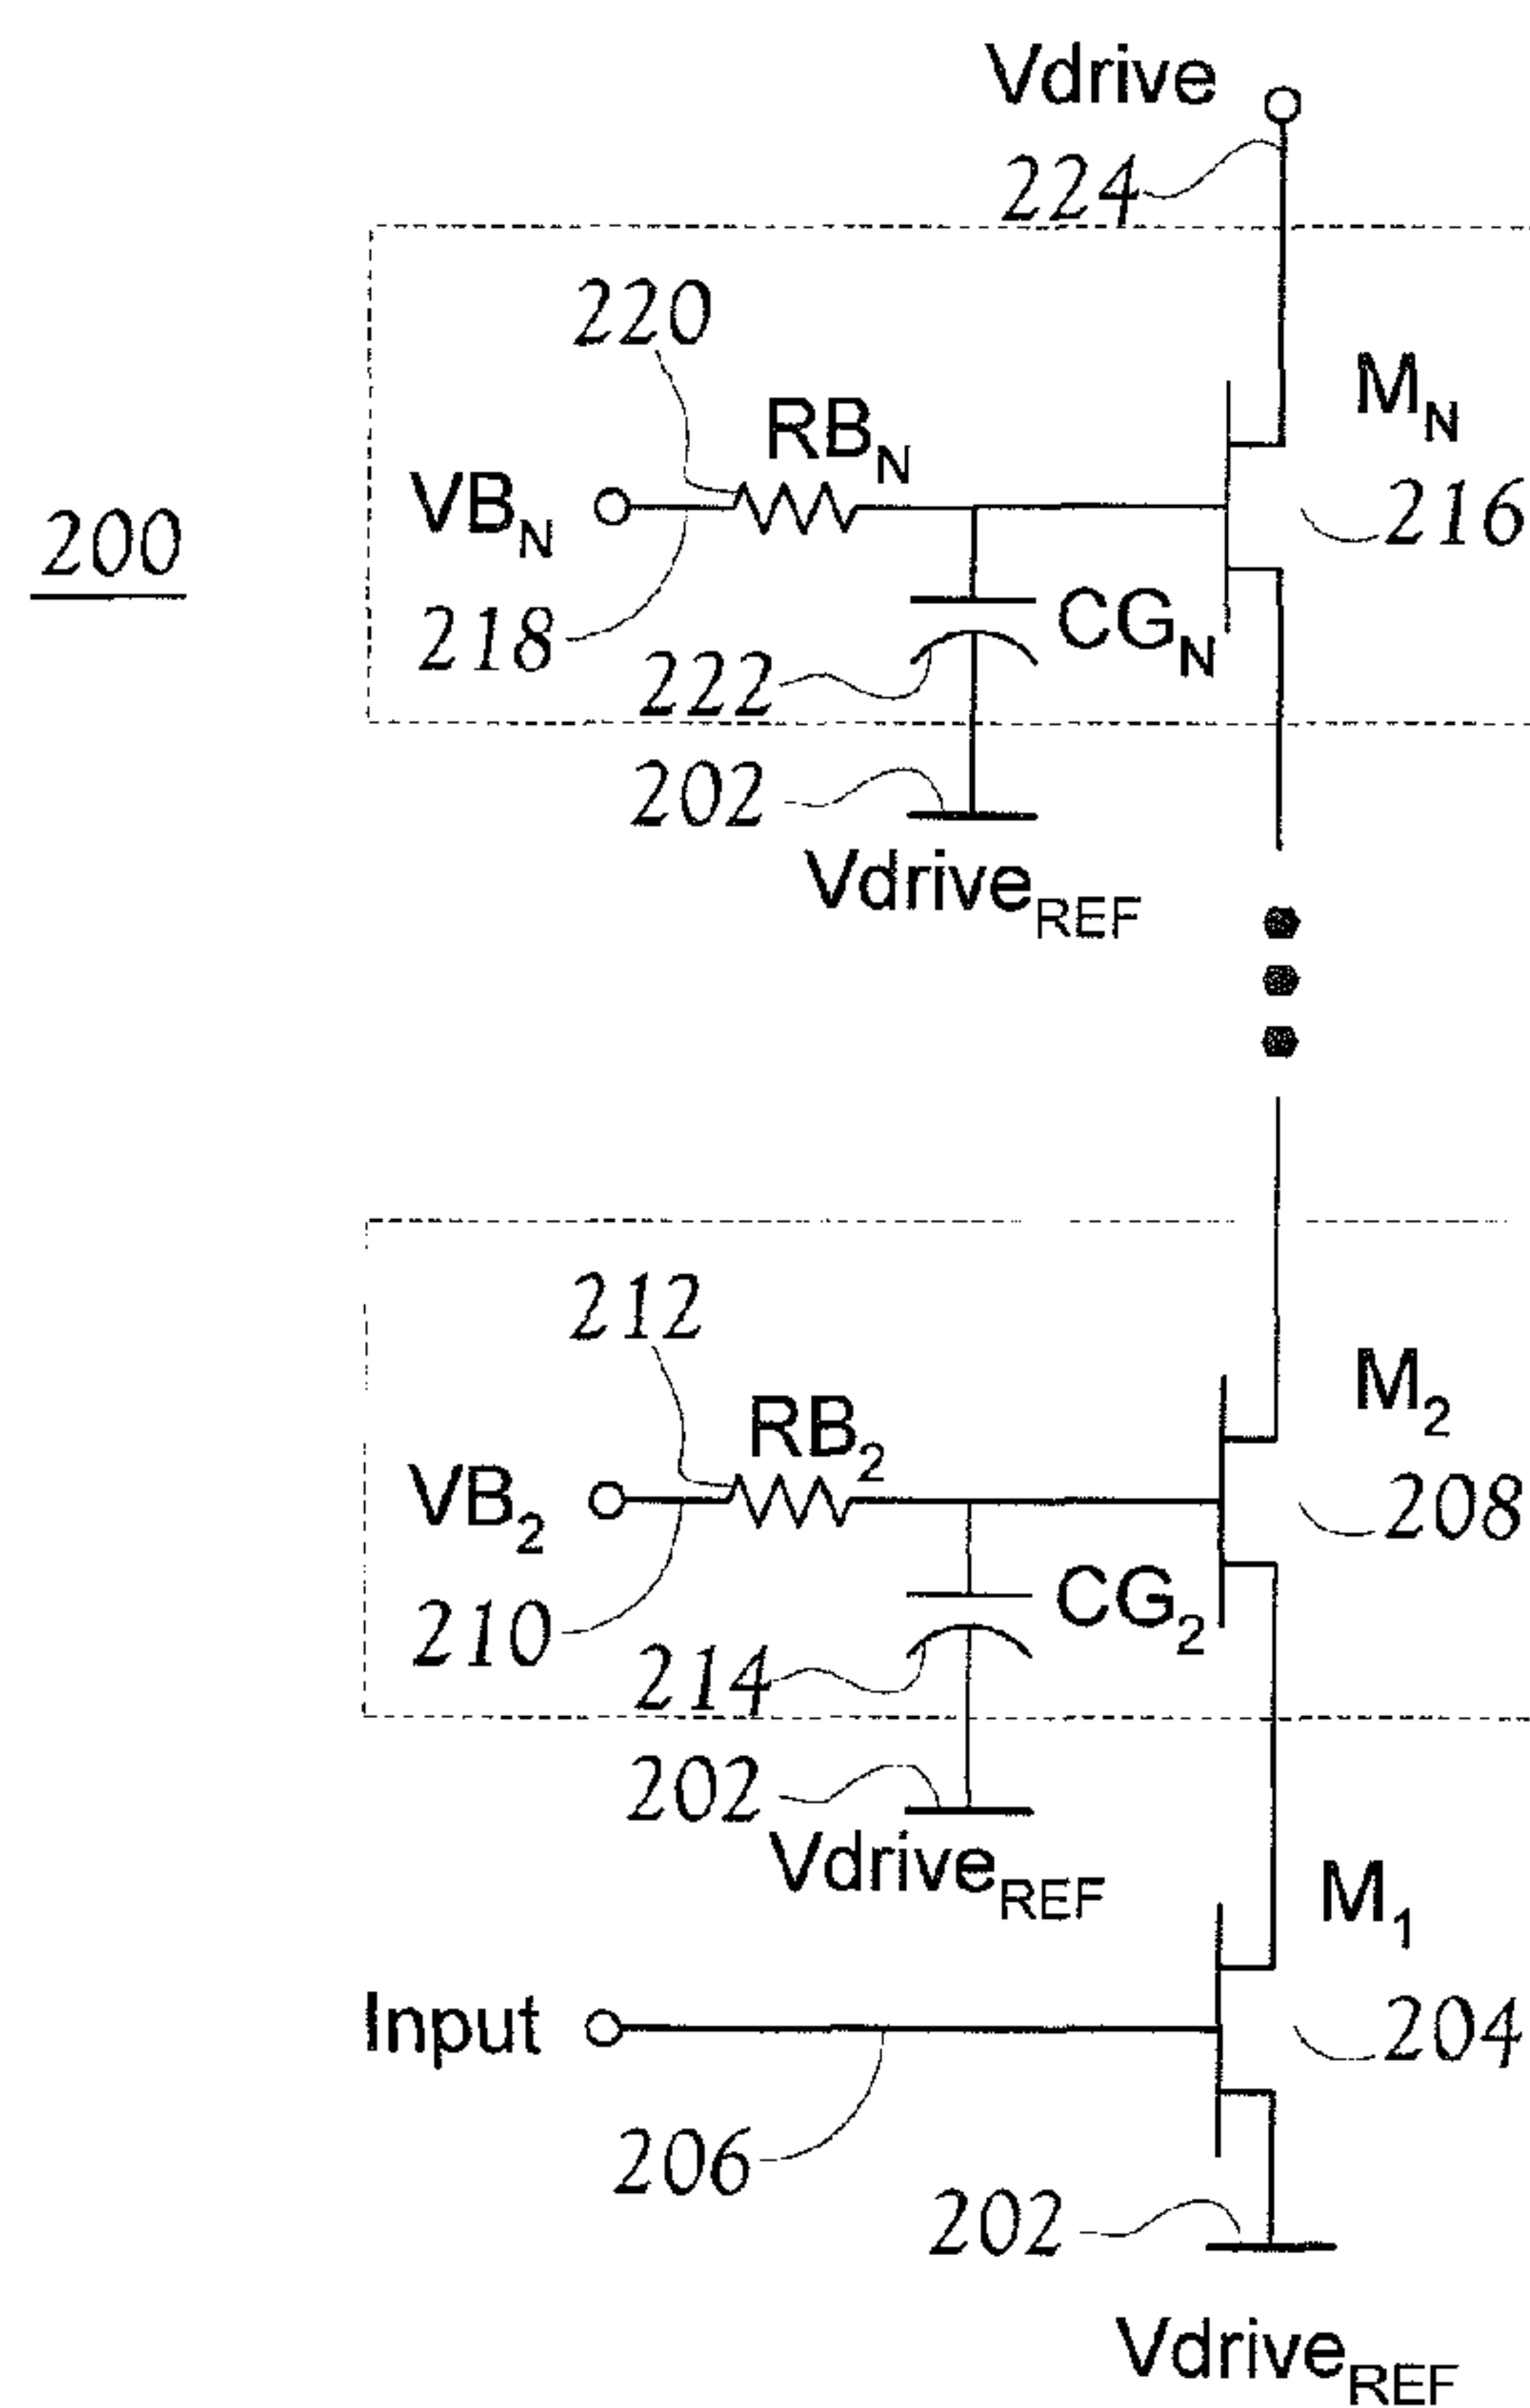 Vdrive
224
220
RB_N
M_N
VB_N
216
200
218
CG_N
222
202
Vdrive_REF
212
RB_2
M_2
VB_2
208
210
CG_2
214
202
Vdrive_REF
M_1
Input
204
206
202
Vdrive_REF